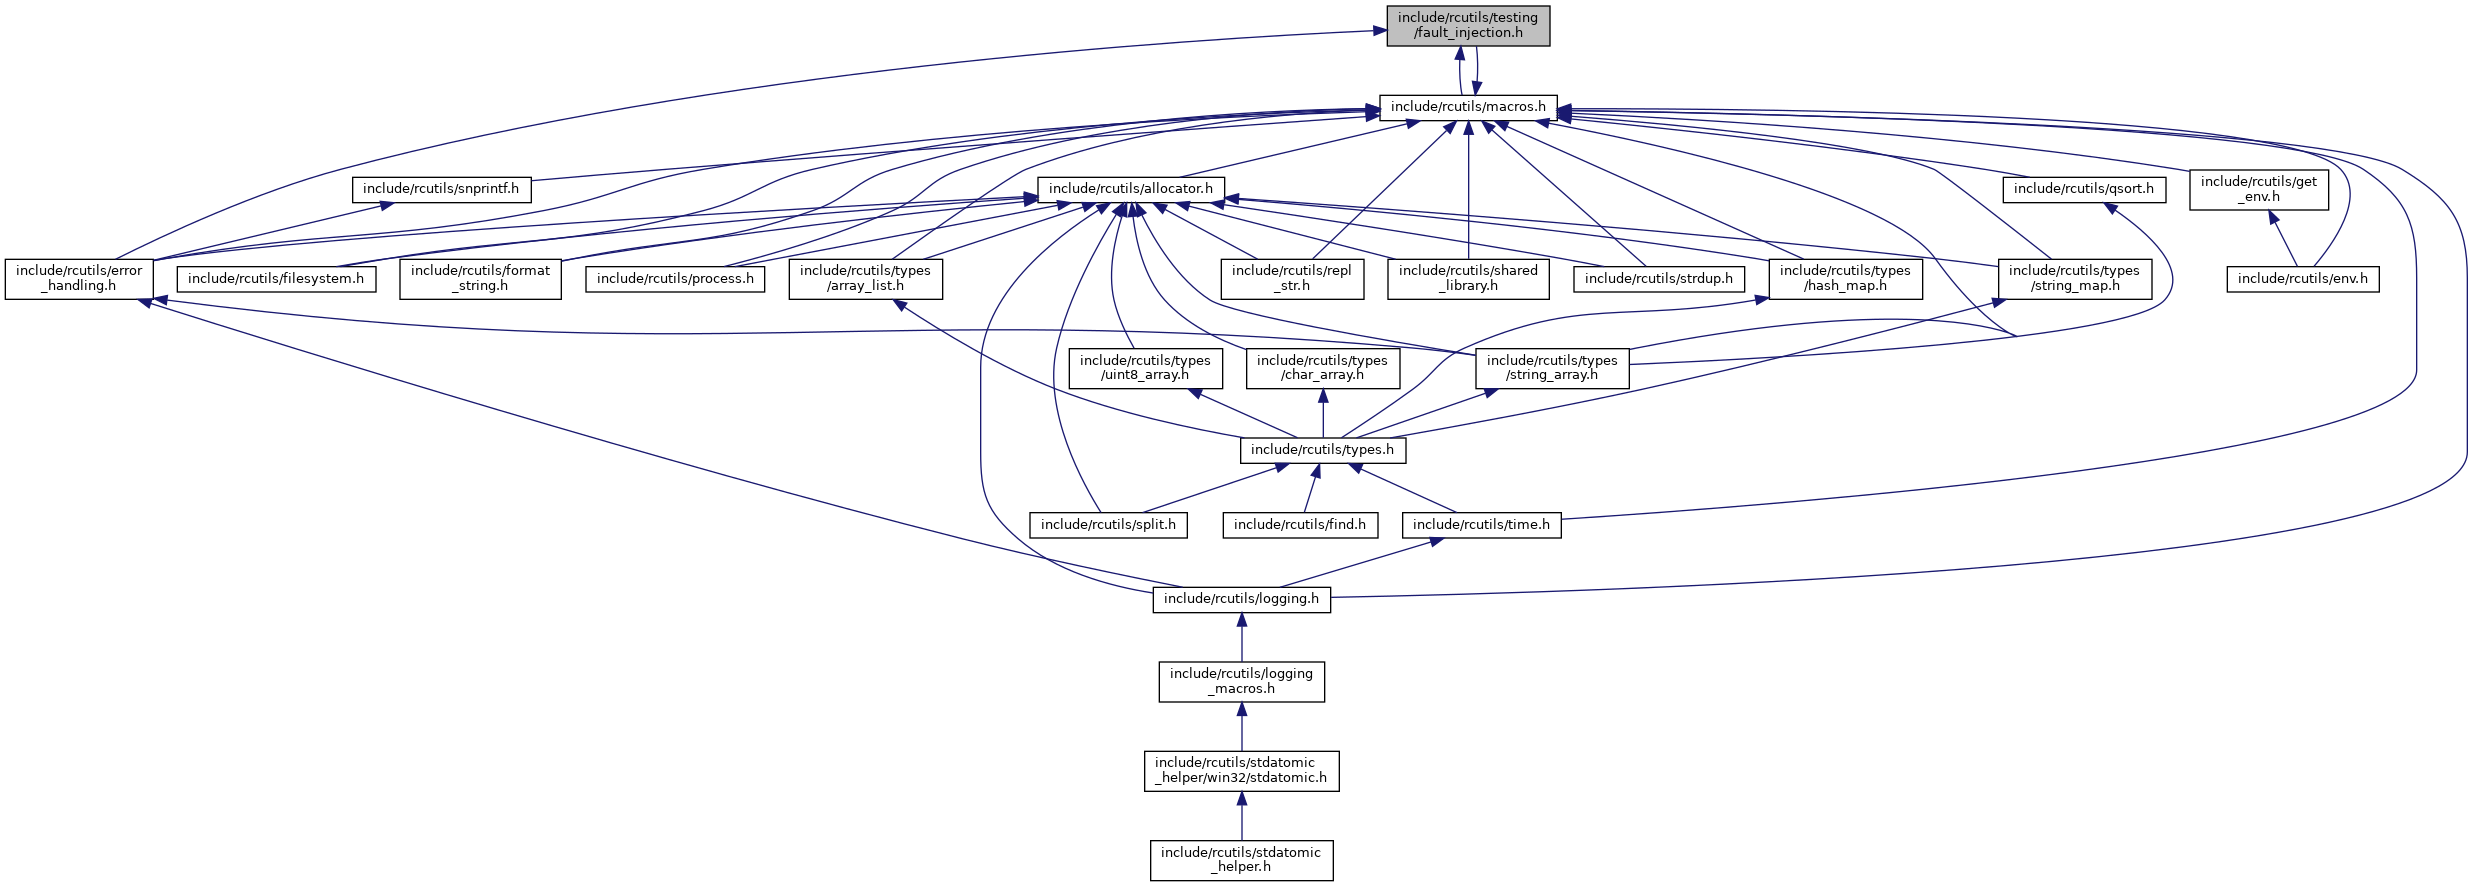 include/rcutils/testing
/fault_injection.h
include/rcutils/macros.h
include/rcutils/snprintf.h
include/rcutils/allocator.h
include/rcutils/qsort.h
include/rcutils/get
_env.h
include/rcutils/error
_handling.h
include/rcutils/filesystem.h
include/rcutils/format
_string.h
include/rcutils/process.h
include/rcutils/types
/array_list.h
include/rcutils/repl
_str.h
include/rcutils/shared
_library.h
include/rcutils/strdup.h
include/rcutils/types
/hash_map.h
include/rcutils/types
/string_map.h
include/rcutils/env.h
include/rcutils/types
/uint8_array.h
include/rcutils/types
/char_array.h
include/rcutils/types
/string_array.h
include/rcutils/types.h
include/rcutils/split.h
include/rcutils/find.h
include/rcutils/time.h
include/rcutils/logging.h
include/rcutils/logging
_macros.h
include/rcutils/stdatomic
_helper/win32/stdatomic.h
include/rcutils/stdatomic
_helper.h